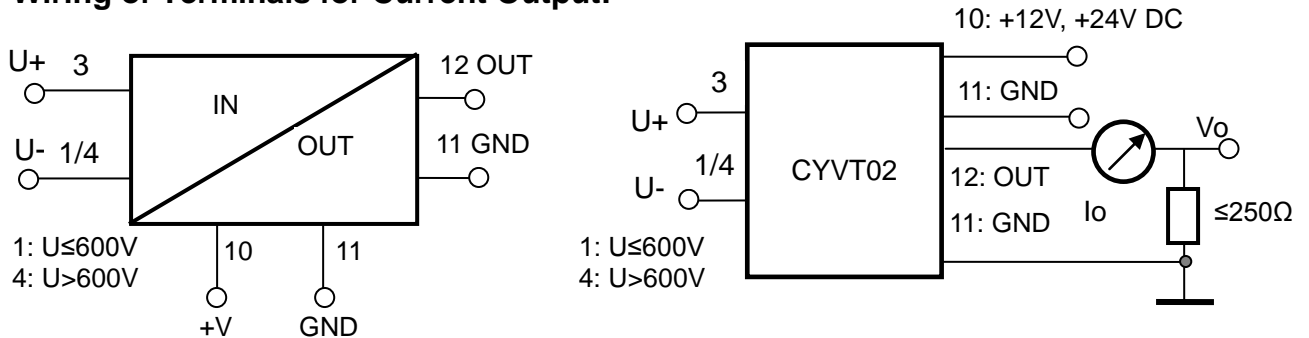 Wiring of Terminals for Current Output:
U+ 3
IN
12 OUT
U- 1/4
OUT
11 GND
1: U≤600V
4: U>600V
10
11
+V
GND
10: +12V, +24V DC
3
11: GND
U+
Vo
1/4
CYVT02
12: OUT
U-
Io
≤250Ω
11: GND
1: U≤600V
4: U>600V